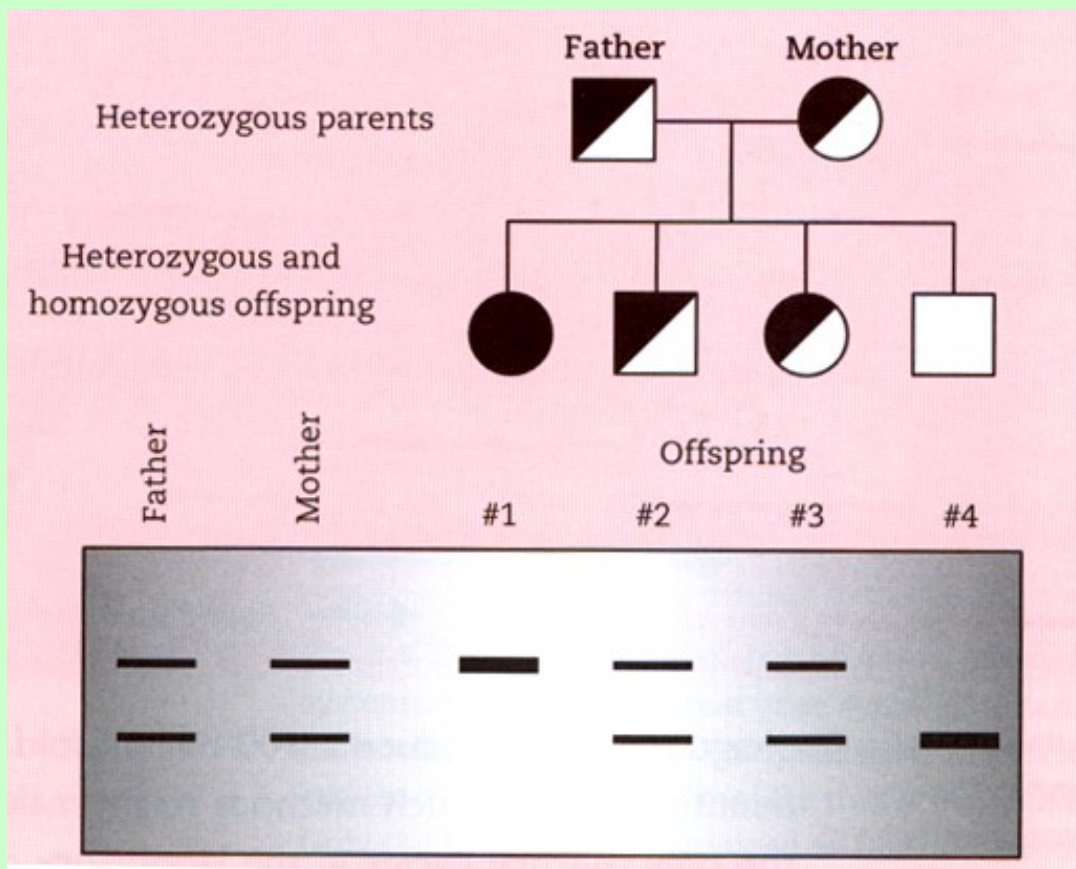 Father
Mother
Heterozygous parents
Heterozygous and
homozygous offspring
Father
Mother
Offspring
#1
#2
#3
#4